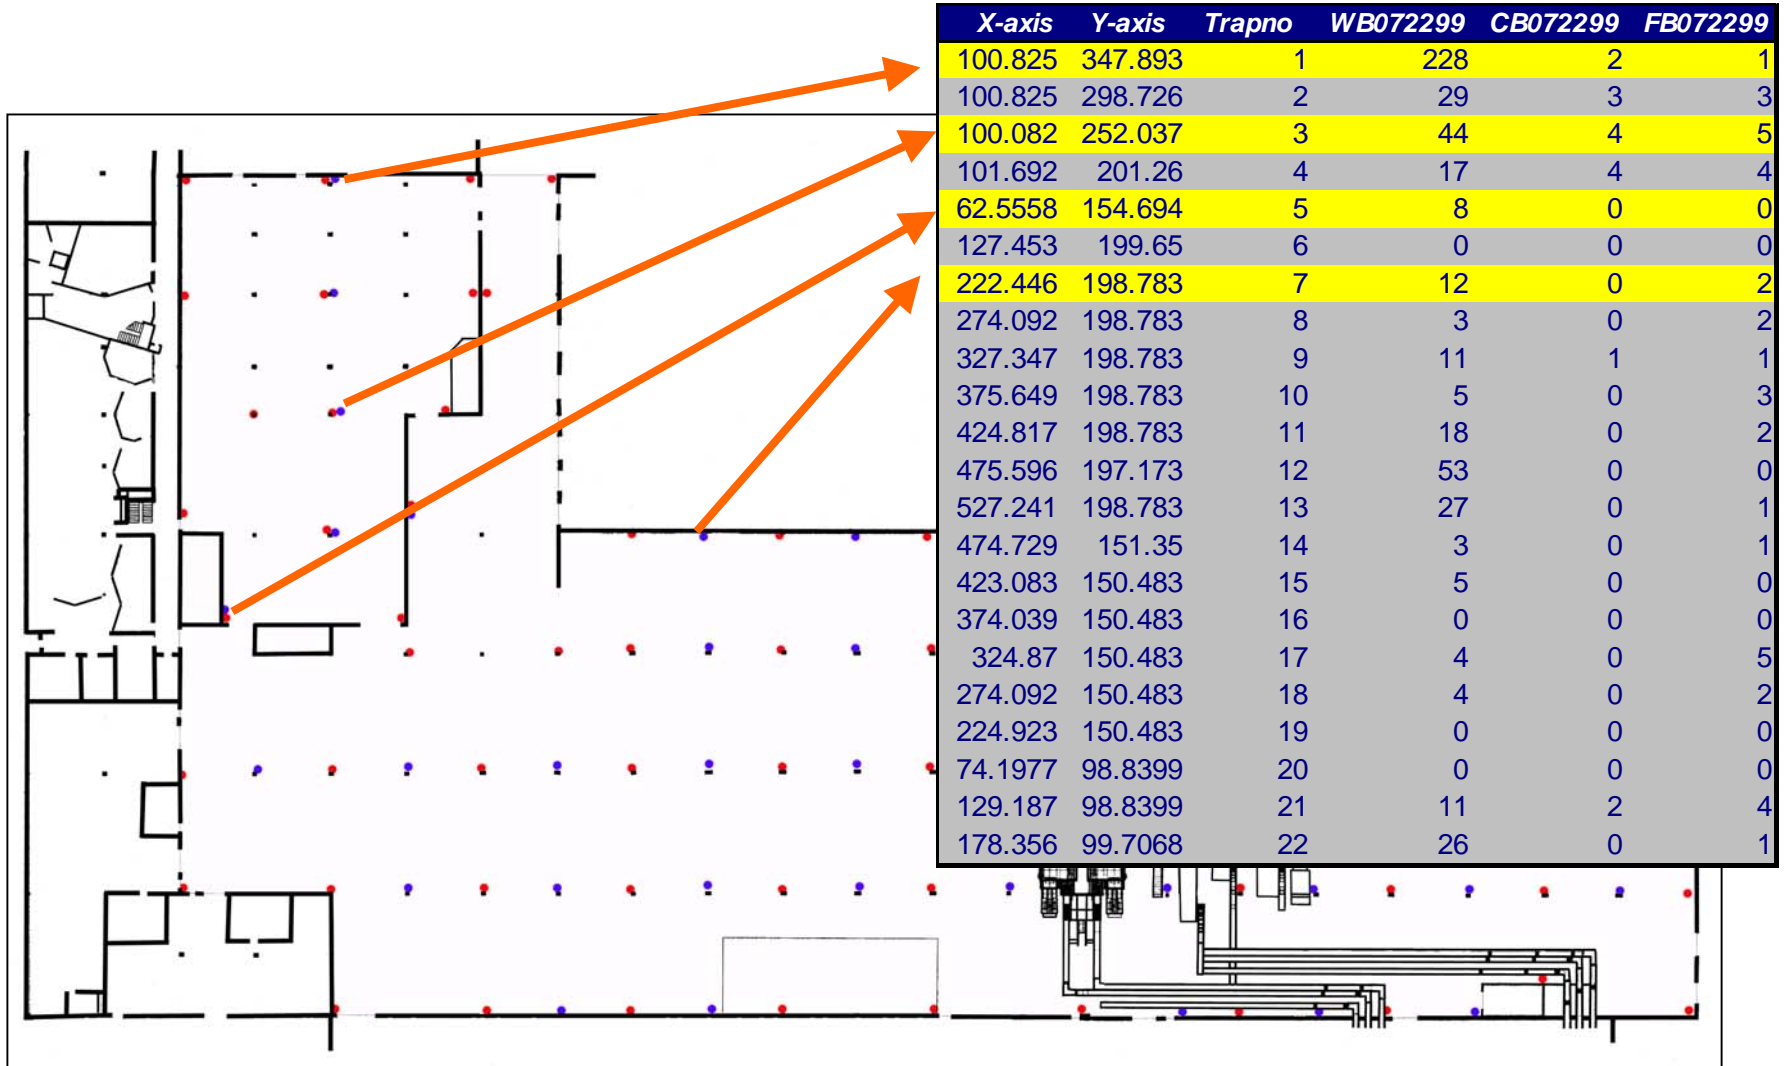 X-axis Y-axis Trapno WB072299 CB072299 FB072299
100.825 347.893 1 228 2 1
100.825 298.726 2 29 3 3
100.082 252.037 3 44 4 5
101.692 201.26 4 17 4 4
62.5558 154.694 5 8 0 0
127.453 199.65 6 0 0 0
222.446 198.783 7 12 0 2
274.092 198.783 8 3 0 2
327.347 198.783 9 11 1 1
375.649 198.783 10 5 0 3
424.817 198.783 11 18 0 2
475.596 197.173 12 53 0 0
527.241 198.783 13 27 0 1
474.729 151.35 14 3 0 1
423.083 150.483 15 5 0 0
374.039 150.483 16 0 0 0
324.87 150.483 17 4 0 5
274.092 150.483 18 4 0 2
224.923 150.483 19 0 0 0
74.1977 98.8399 20 0 0 0
129.187 98.8399 21 11 2 4
178.356 99.7068 22 26 0 1